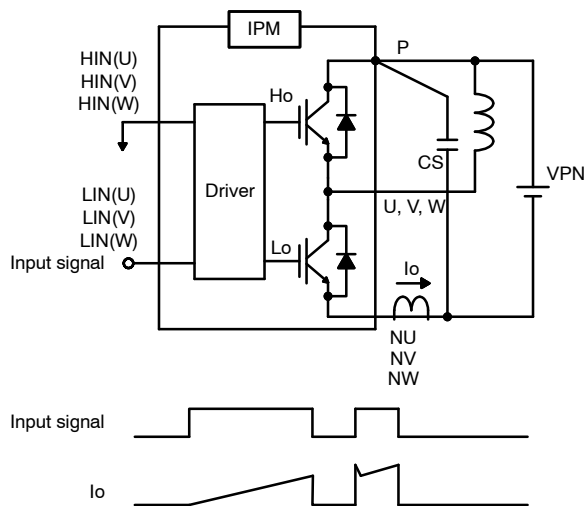 IPM
P
HIN(U)
HIN(V)
HIN(W)
Ho
CS
VPN
Driver
U, V, W
LIN(U)
LIN(V)
LIN(W)
Input signal
Lo
Io
NU
NV
NW
Input signal
Io